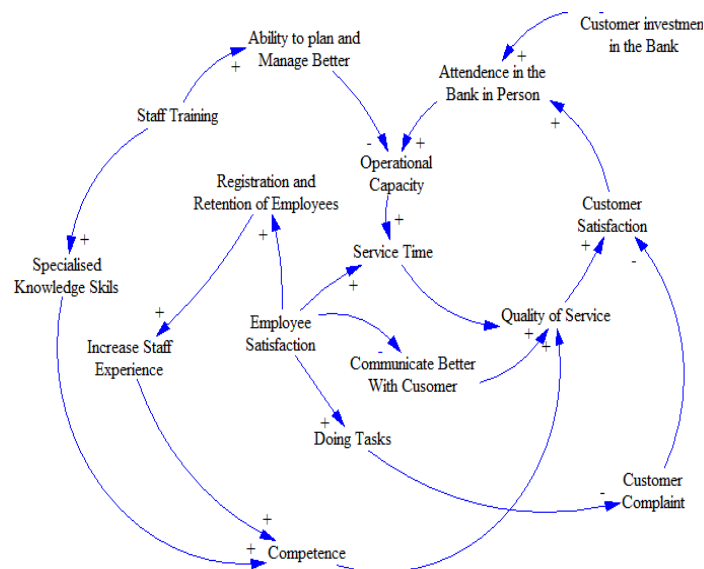 Customer investment
in the Bank
Ability to plan and
Manage Better
+
+
Attendence in the
Bank in Person
Staff Training
+
-
+
Operational
Capacity
Registration and
Retention of Employees
+
Customer
Satisfaction
+
+
+
-
Service Time
Specialised
Knowledge Skils
+
+
Employee
Satisfaction
Quality of Service
+
+
Increase Staff
Experience
-
Communicate Better
With Cusomer
+
Doing Tasks
Customer
Complaint
-
+
+
Competence